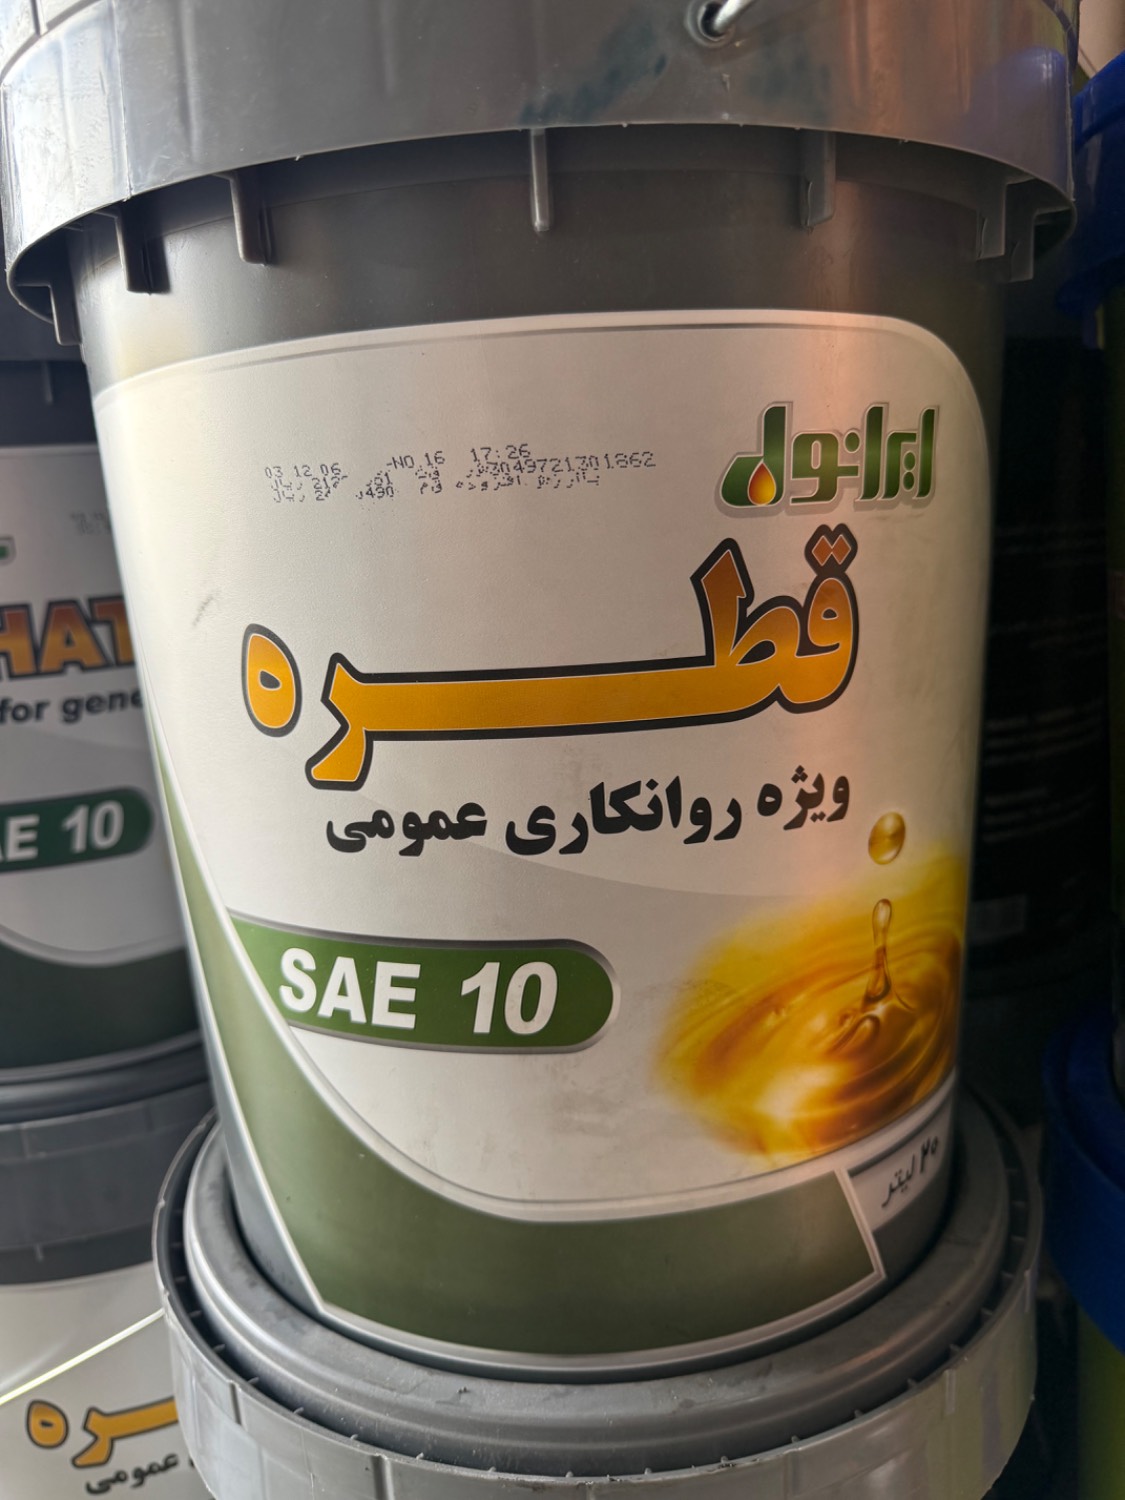 ایرانول
03 12 06 -NO 16 17:26
قطره
ویژه روانکاری عمومی
SAE 10
۲۰ لیتر
HAT
for gene
AE 10
عمومی